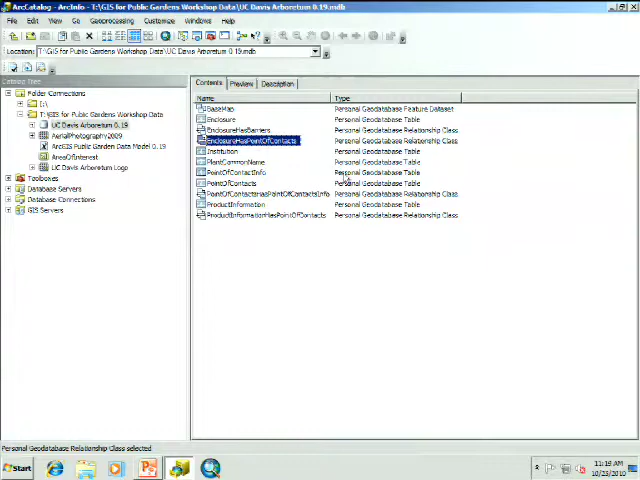 ArcCatalog - ArcInfo - T:\GIS for Public Gardens Workshop Data\UC Davis Arboretum 0.19.mdb
File Edit View Go Geoprocessing Customize Windows Help
Location: T:\GIS for Public Gardens Workshop Data\UC Davis Arboretum 0.19.mdb
Catalog Tree
Folder Connections
I:\
T:\GIS for Public Gardens Workshop Data
UC Davis Arboretum 0.19
AerialPhotography2009
ArcGIS Public Garden Data Model 0.19
AreaOfInterest
UC Davis Arboretum Logo
Toolboxes
Database Servers
Database Connections
GIS Servers
Contents Preview Description
Name Type
BaseMap Personal Geodatabase Feature Dataset
Enclosure Personal Geodatabase Table
EnclosureHasBarriers Personal Geodatabase Relationship Class
EnclosureHasPointOfContacts Personal Geodatabase Relationship Class
Institution Personal Geodatabase Table
PlantCommonName Personal Geodatabase Table
PointOfContactInfo Personal Geodatabase Table
PointOfContacts Personal Geodatabase Table
PointOfContactsHasPointOfContactsInfo Personal Geodatabase Relationship Class
ProductInformation Personal Geodatabase Table
ProductInformationHasPointOfContacts Personal Geodatabase Relationship Class
Personal Geodatabase Relationship Class selected
Start
11:19 AM
10/23/2010